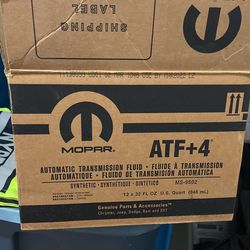 SHIPPING
LABEL
MOPAR
ATF+4
AUTOMATIC TRANSMISSION FLUID - FLUIDE À TRANSMISSION
AUTOMATIQUE - FLUIDO DE TRANSMISIÓN AUTOMÁTICA
SYNTHETIC - SYNTHÉTIQUE - SINTÉTICO
MS-9602
12 x 32 FL OZ U.S. Quart (946 mL)
Genuine Parts & Accessories
Chrysler, Jeep, Dodge, Ram and SRT